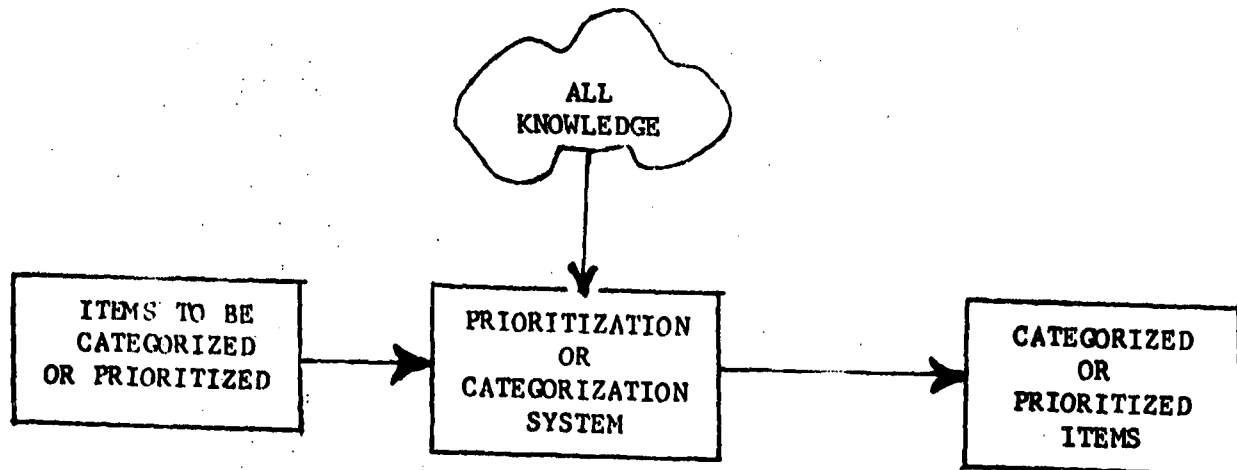 ALL
KNOWLEDGE
ITEMS TO BE
CATEGORIZED
OR PRIORITIZED
PRIORITIZATION
OR
CATEGORIZATION
SYSTEM
CATEGORIZED
OR
PRIORITIZED
ITEMS